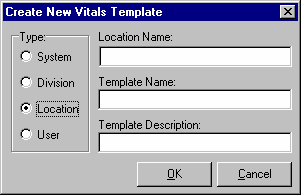 Create New Vitals Template
Type:
System
Division
Location
User
Location Name:
Template Name:
Template Description:
OK
Cancel